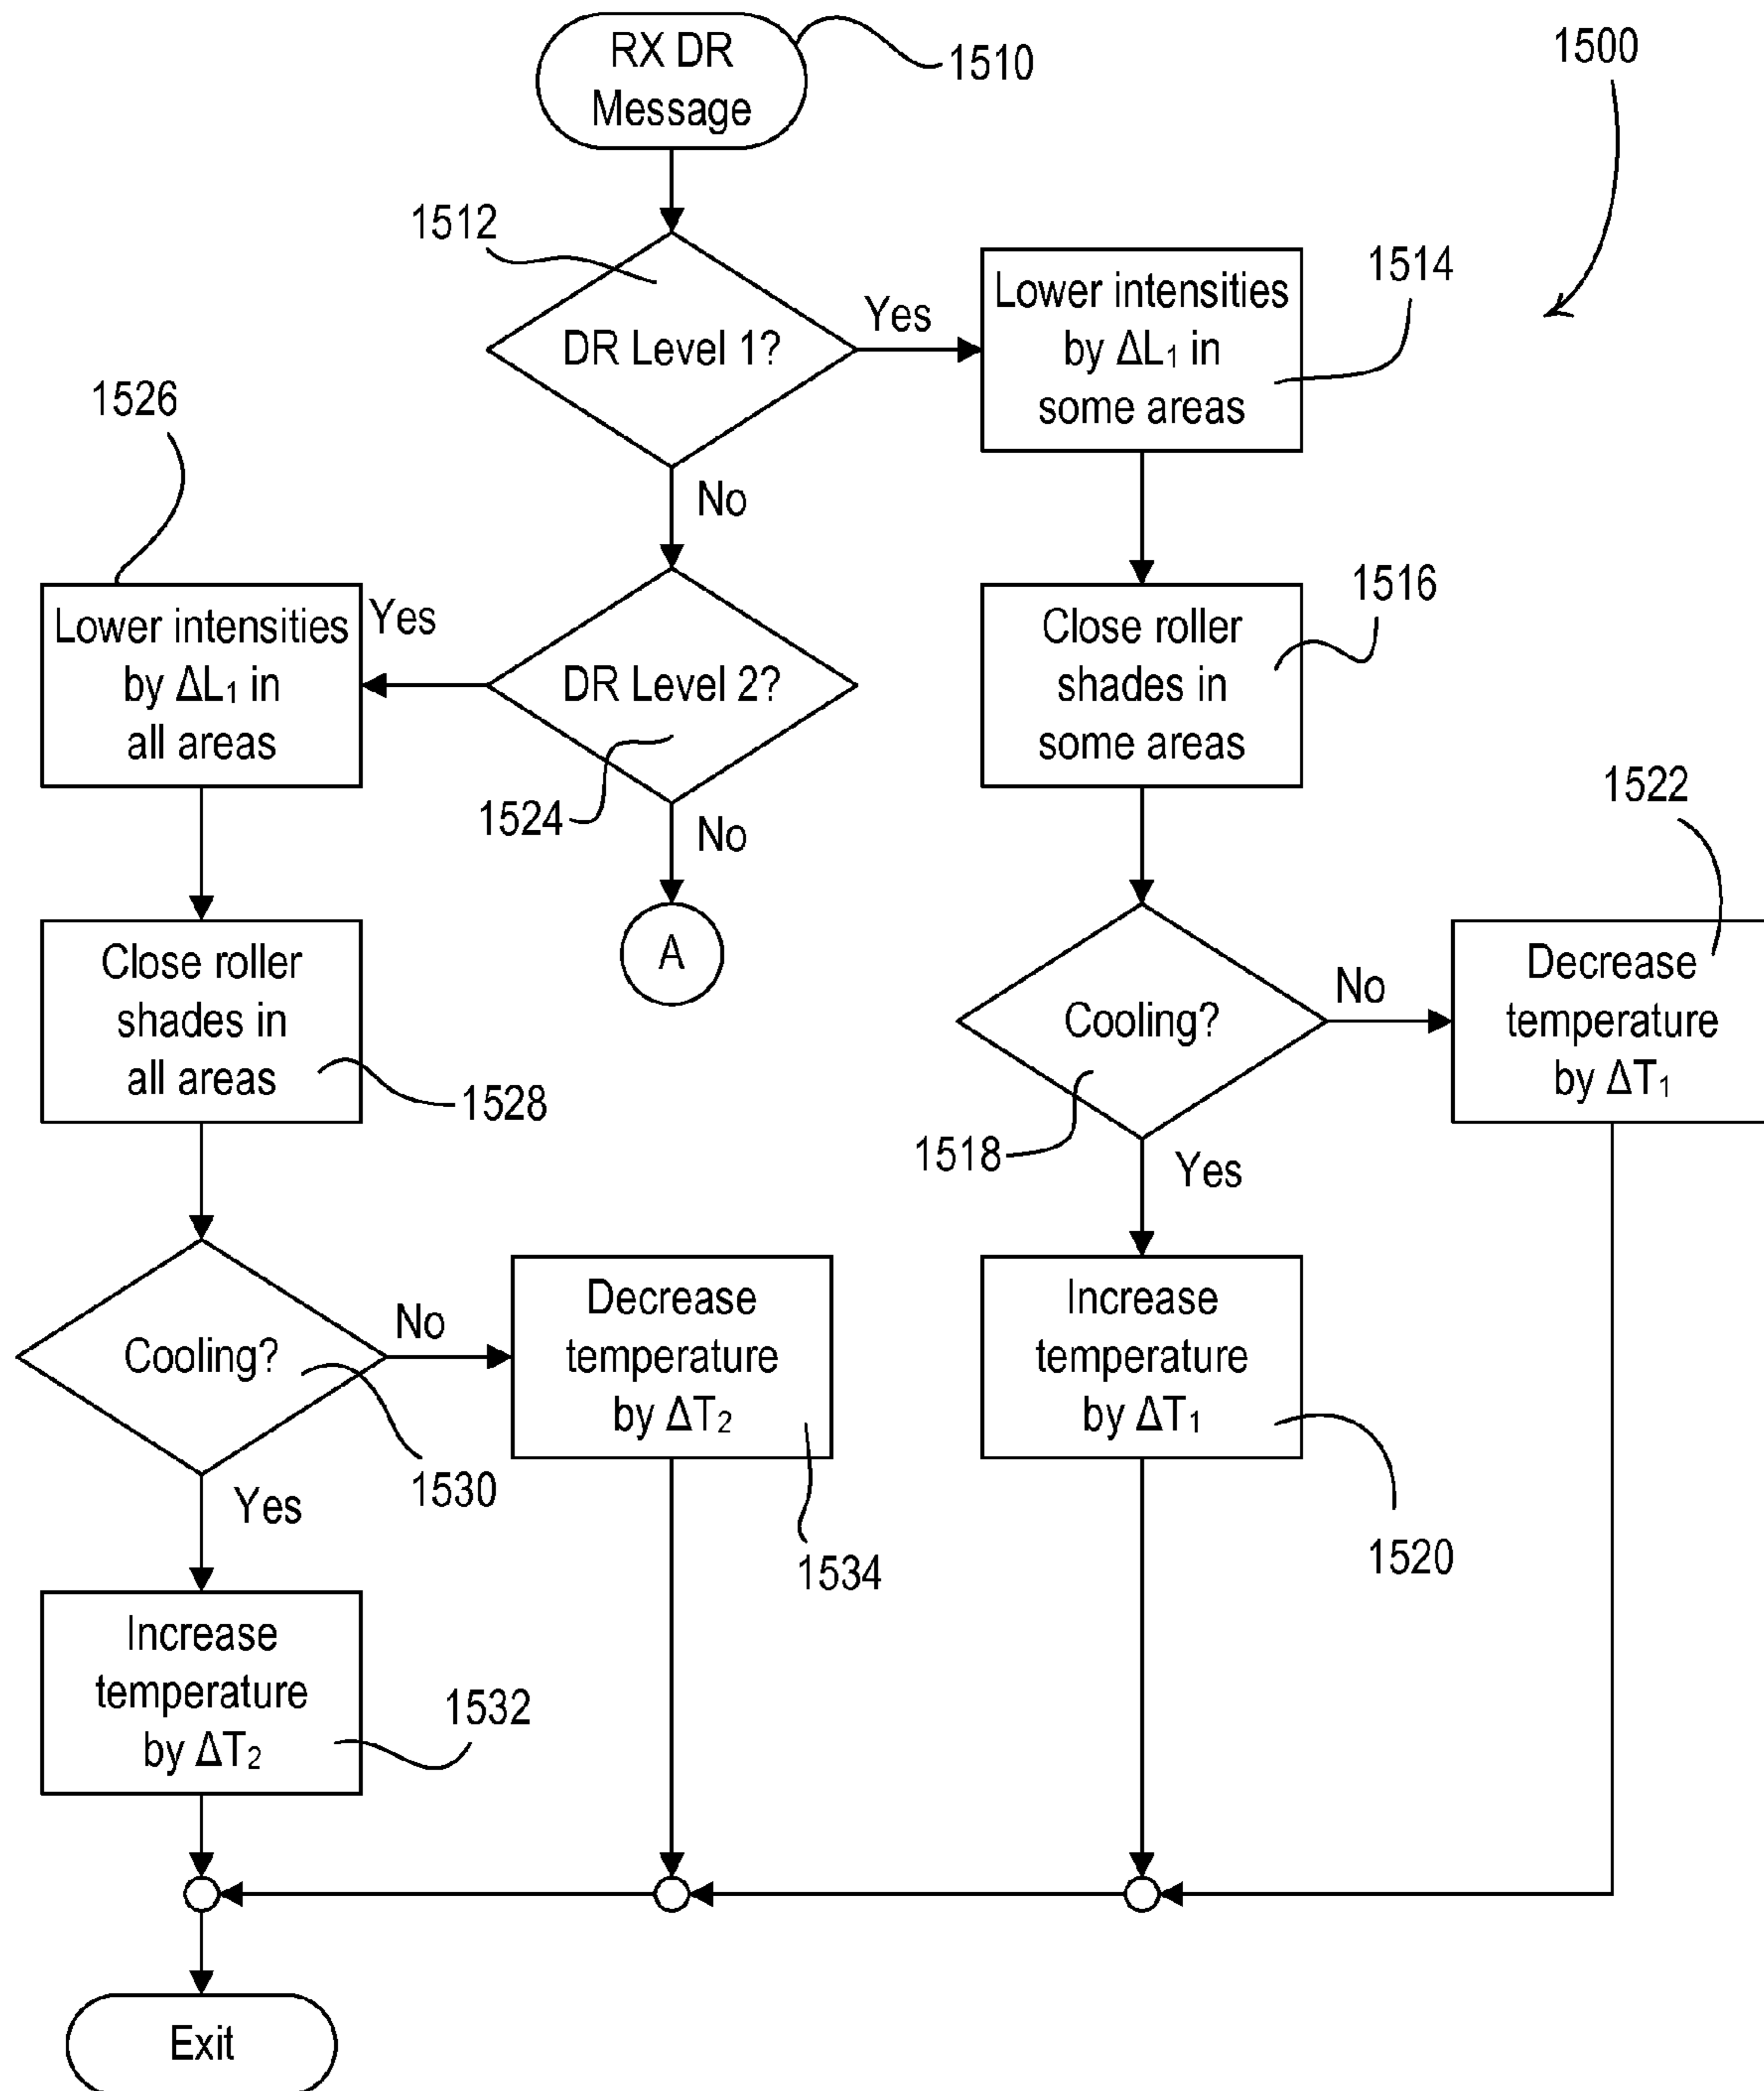 RX DR
Message
1510
1500
1512
DR Level 1?
Yes
Lower intensities
by ΔL₁ in
some areas
1514
No
1526
Lower intensities
by ΔL₁ in
all areas
Yes
DR Level 2?
1524
No
A
Close roller
shades in
some areas
1516
1522
Close roller
shades in
all areas
1528
Cooling?
1518
No
Decrease
temperature
by ΔT₁
Yes
Cooling?
1530
No
Decrease
temperature
by ΔT₂
1534
Increase
temperature
by ΔT₁
1520
Yes
Increase
temperature
by ΔT₂
1532
Exit